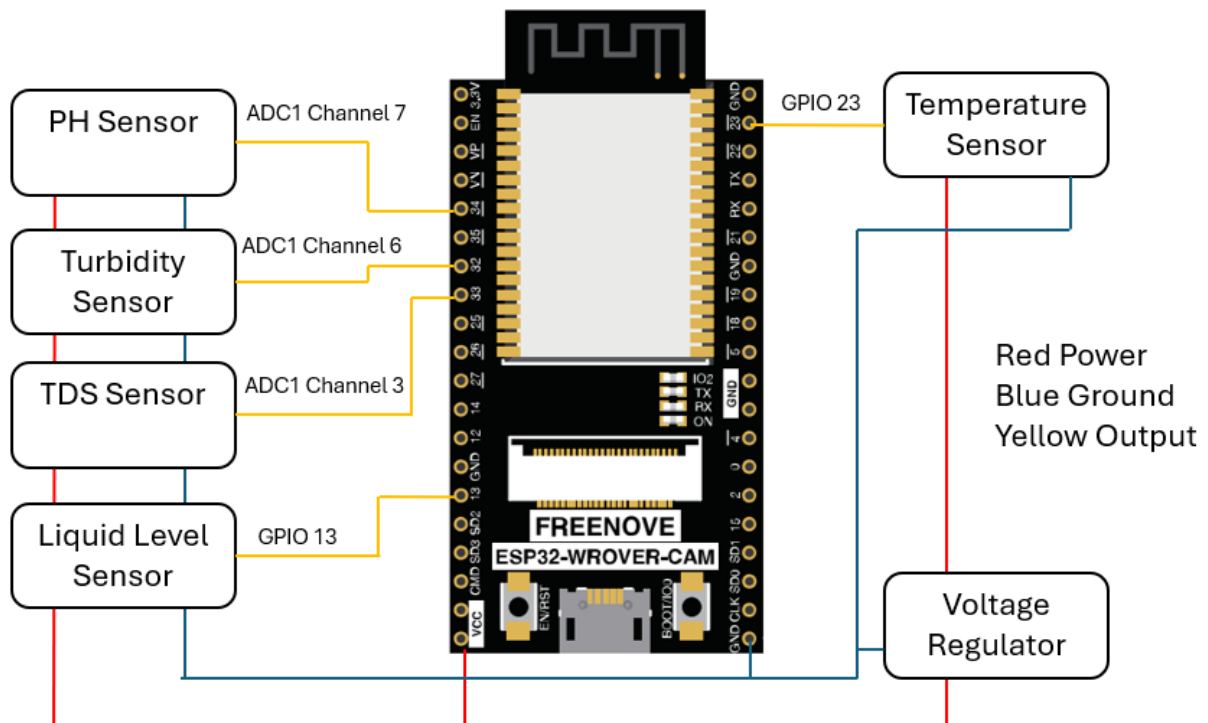 PH Sensor
ADC1 Channel 7
Turbidity
Sensor
ADC1 Channel 6
TDS Sensor
ADC1 Channel 3
Liquid Level
Sensor
GPIO 13
3.3V
EN
VP
VN
34
35
32
33
25
26
27
14
12
GND
13
SD2
SD3
CMD
VCC
IO2
TX
RX
ON
FREENOVE
ESP32-WROVER-CAM
EN/RST
BOOT/IO0
GND
23
22
TX
RX
21
GND
19
18
5
GND
4
0
2
15
SD1
SD0
CLK
GND
GPIO 23
Temperature
Sensor
Red Power
Blue Ground
Yellow Output
Voltage
Regulator